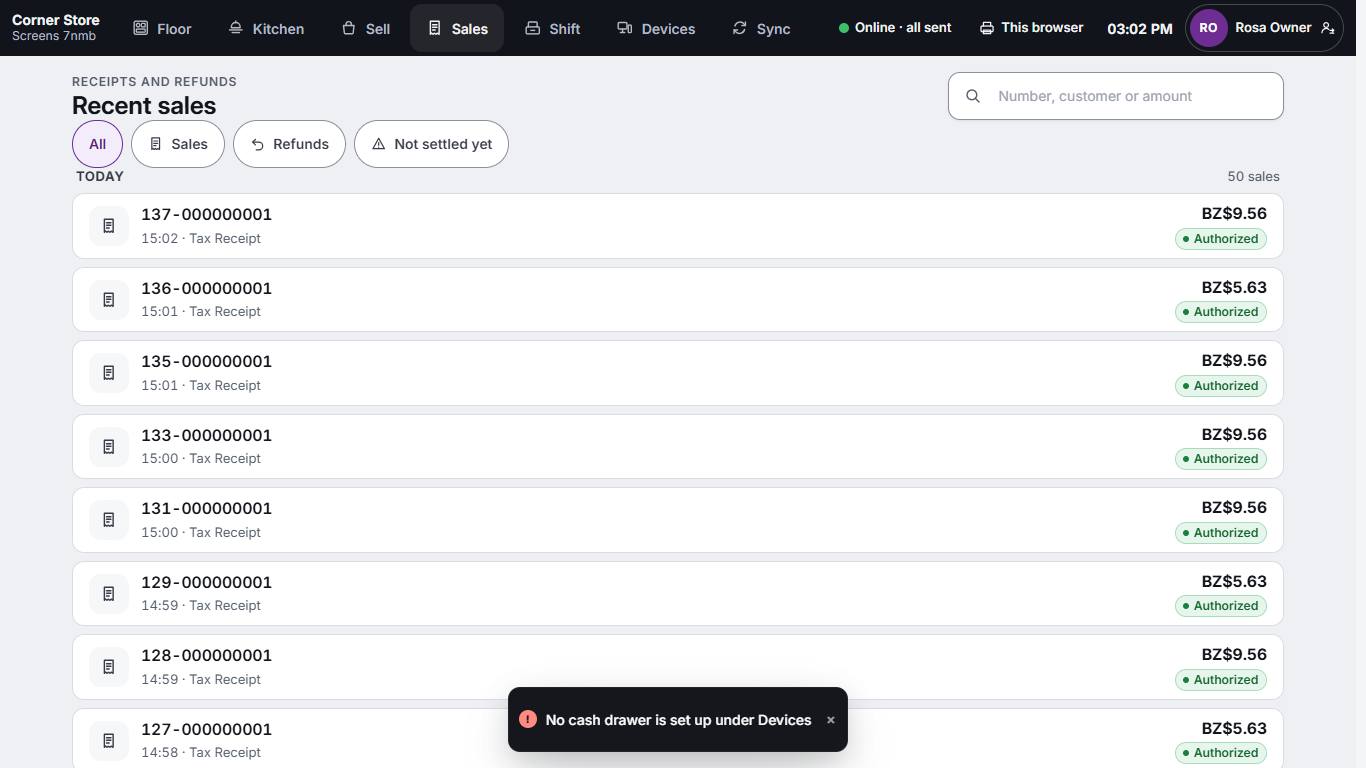 Corner Store
Screens 7nmb
Floor
Kitchen
Sell
Sales
Shift
Devices
Sync
Online · all sent
This browser
03:02 PM
RO
Rosa Owner
RECEIPTS AND REFUNDS
Recent sales
Number, customer or amount
All
Sales
Refunds
Not settled yet
TODAY
50 sales
137-000000001
BZ$9.56
15:02 · Tax Receipt
Authorized
136-000000001
BZ$5.63
15:01 · Tax Receipt
Authorized
135-000000001
BZ$9.56
15:01 · Tax Receipt
Authorized
133-000000001
BZ$9.56
15:00 · Tax Receipt
Authorized
131-000000001
BZ$9.56
15:00 · Tax Receipt
Authorized
129-000000001
BZ$5.63
14:59 · Tax Receipt
Authorized
128-000000001
BZ$9.56
14:59 · Tax Receipt
Authorized
127-000000001
BZ$5.63
14:58 · Tax Receipt
Authorized
No cash drawer is set up under Devices
×